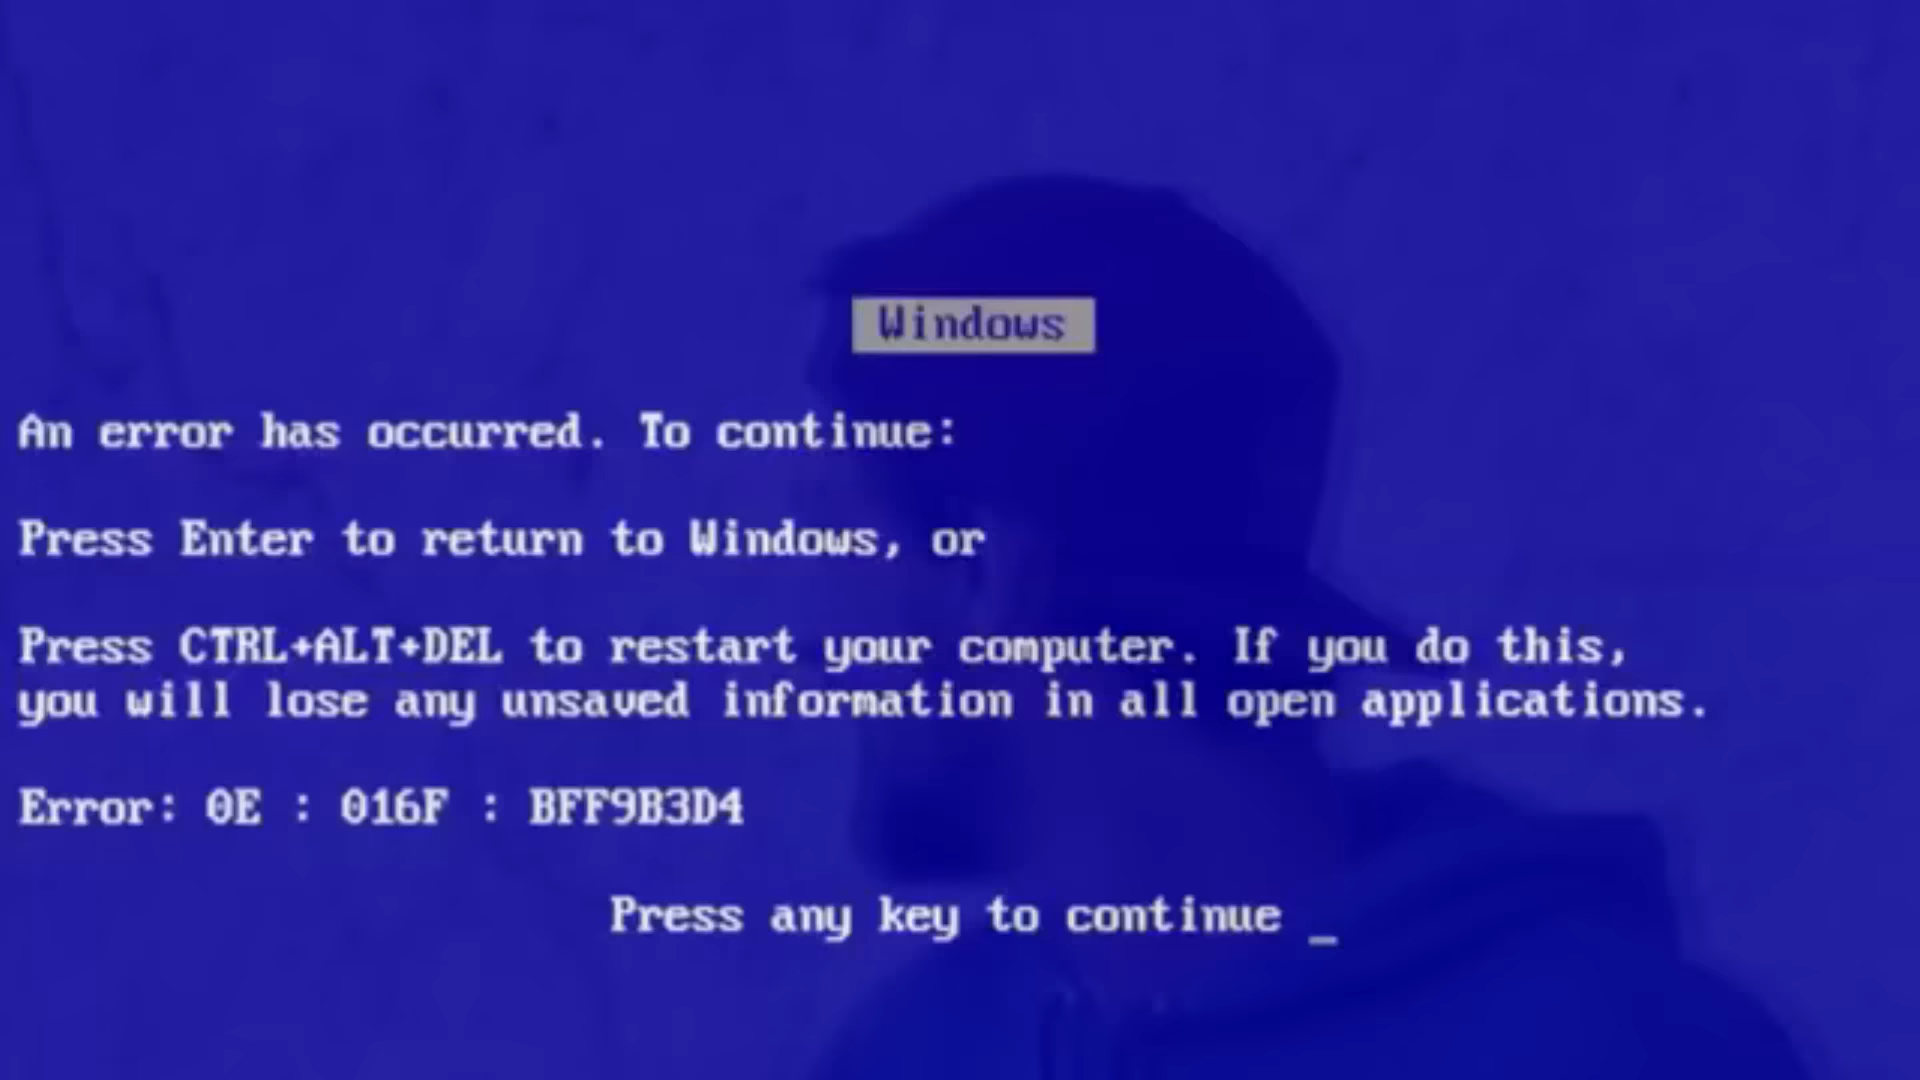 Windows
An error has occurred. To continue:
Press Enter to return to Windows, or
Press CTRL+ALT+DEL to restart your computer. If you do this,
you will lose any unsaved information in all open applications.
Error: 0E : 016F : BFF9B3D4
Press any key to continue _